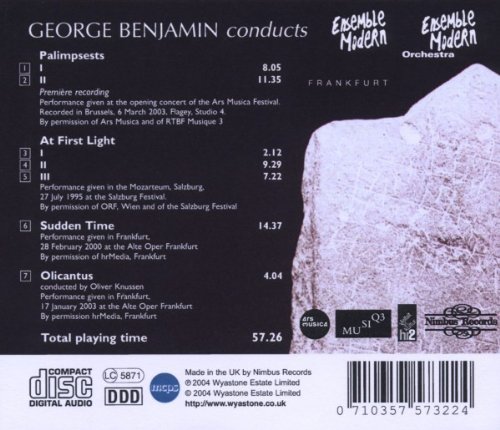 GEORGE BENJAMIN conducts
Ensemble Modern
Ensemble Modern
Orchestra
FRANKFURT
Palimpsests
1 I 8.05
2 II 11.35
Première recording
Performance given at the opening concert of the Ars Musica Festival.
Recorded in Brussels, 6 March 2003, Flagey, Studio 4.
By permission of Ars Musica and of RTBF Musique 3
At First Light
3 I 2.12
4 II 9.29
5 III 7.22
Performance given in the Mozarteum, Salzburg,
27 July 1995 at the Salzburg Festival.
By permission of ORF, Wien and of the Salzburg Festival
6 Sudden Time 14.37
Performance given in Frankfurt,
28 February 2000 at the Alte Oper Frankfurt
By permission of hrMedia, Frankfurt
7 Olicantus 4.04
conducted by Oliver Knussen
Performance given in Frankfurt,
17 January 2003 at the Alte Oper Frankfurt
By permission hrMedia, Frankfurt
Total playing time 57.26
ARS MUSICA
MUSIQ3
hr2
Nimbus Records
COMPACT
disc
DIGITAL AUDIO
LC 5871
DDD
mcps
Made in the UK by Nimbus Records
℗ 2004 Wyastone Estate Limited
© 2004 Wyastone Estate Limited
http://www.wyastone.co.uk
0 710357 573224